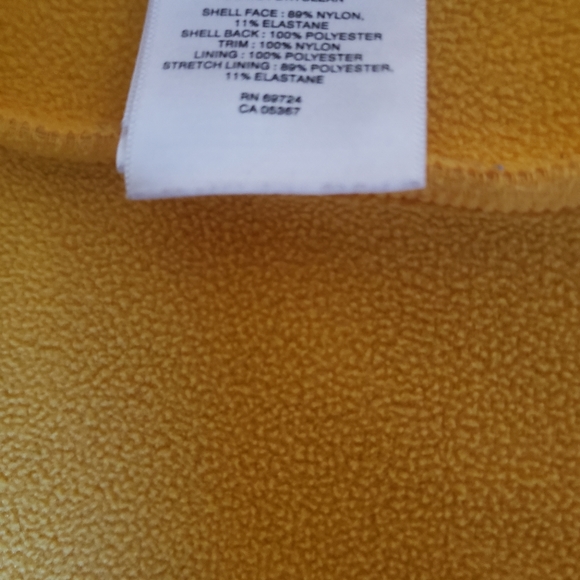 SHELL FACE : 89% NYLON,
11% ELASTANE
SHELL BACK : 100% POLYESTER
TRIM : 100% NYLON
LINING : 100% POLYESTER
STRETCH LINING : 89% POLYESTER,
11% ELASTANE
RN 69724
CA 05367